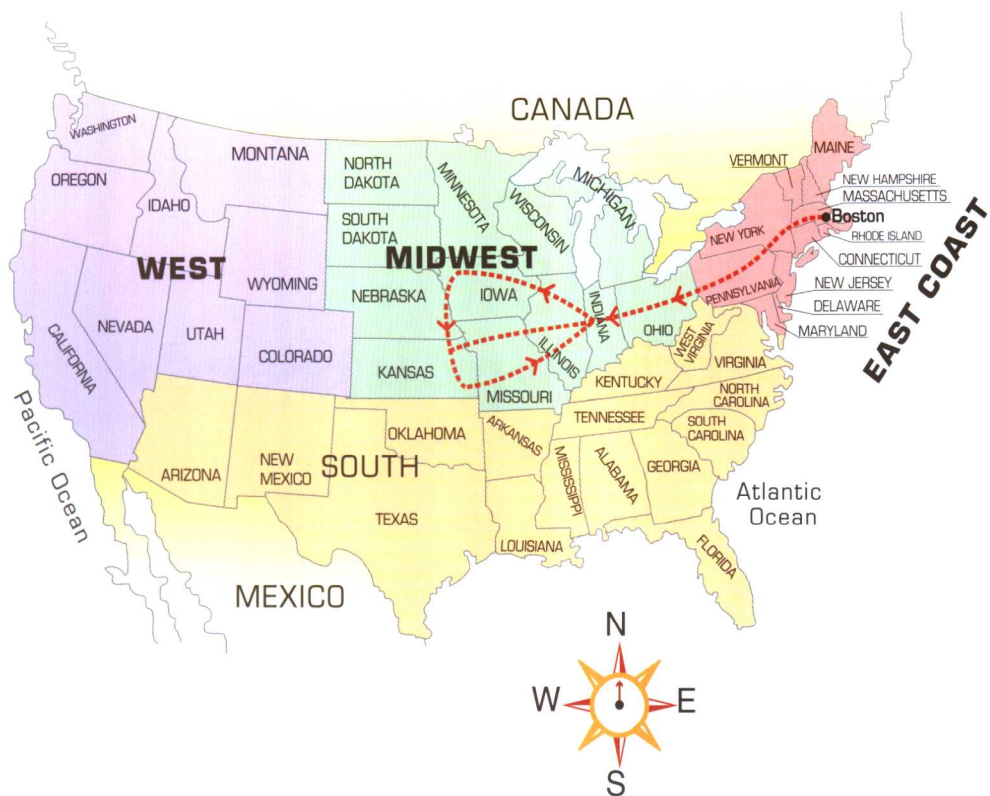 CANADA
WASHINGTON
MONTANA
OREGON
IDAHO
WEST
WYOMING
NEVADA
UTAH
COLORADO
CALIFORNIA
Pacific Ocean
NORTH
DAKOTA
SOUTH
DAKOTA
MINNESOTA
WISCONSIN
MICHIGAN
MIDWEST
NEBRASKA
IOWA
INDIANA
OHIO
ILLINOIS
KANSAS
MISSOURI
MAINE
VERMONT
NEW HAMPSHIRE
MASSACHUSETTS
Boston
NEW YORK
RHODE ISLAND
CONNECTICUT
PENNSYLVANIA
NEW JERSEY
DELAWARE
MARYLAND
EAST COAST
WEST
VIRGINIA
VIRGINIA
KENTUCKY
NORTH
CAROLINA
TENNESSEE
SOUTH
CAROLINA
OKLAHOMA
ARKANSAS
ARIZONA
NEW
MEXICO
SOUTH
MISSISSIPPI
ALABAMA
GEORGIA
TEXAS
LOUISIANA
FLORIDA
Atlantic
Ocean
MEXICO
N
W
E
S